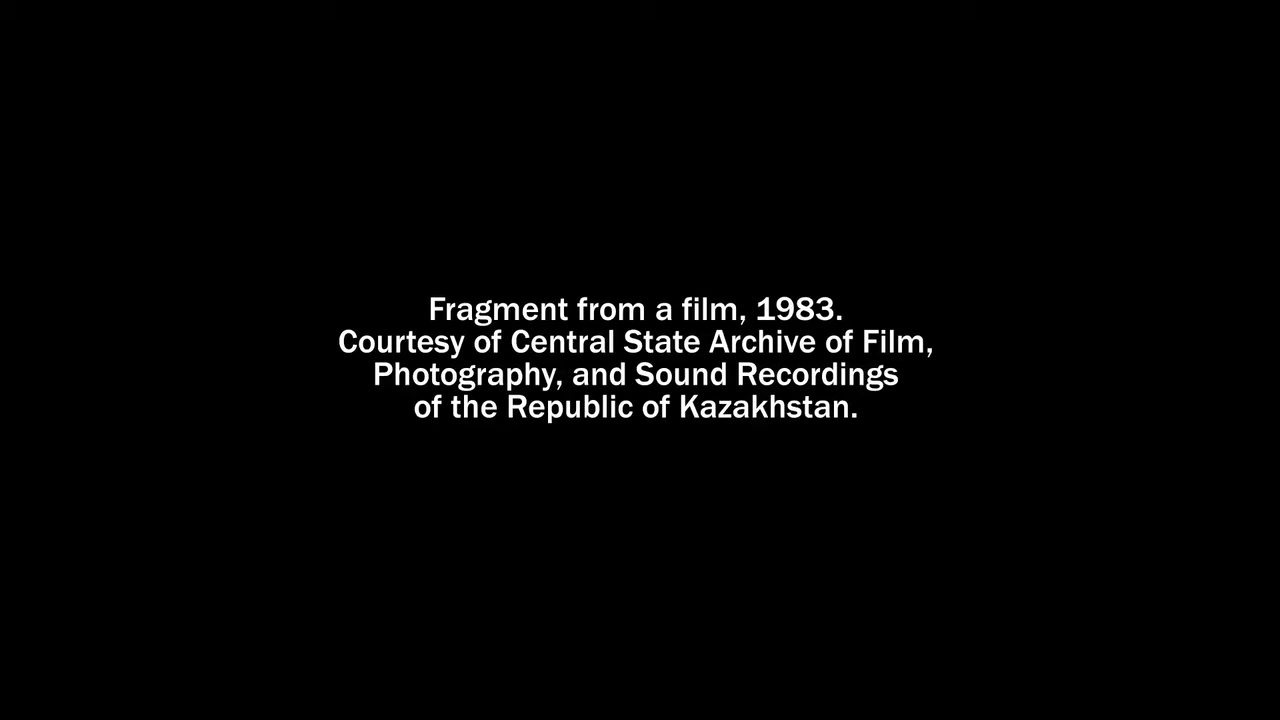 Fragment from a film, 1983.
Courtesy of Central State Archive of Film,
Photography, and Sound Recordings
of the Republic of Kazakhstan.